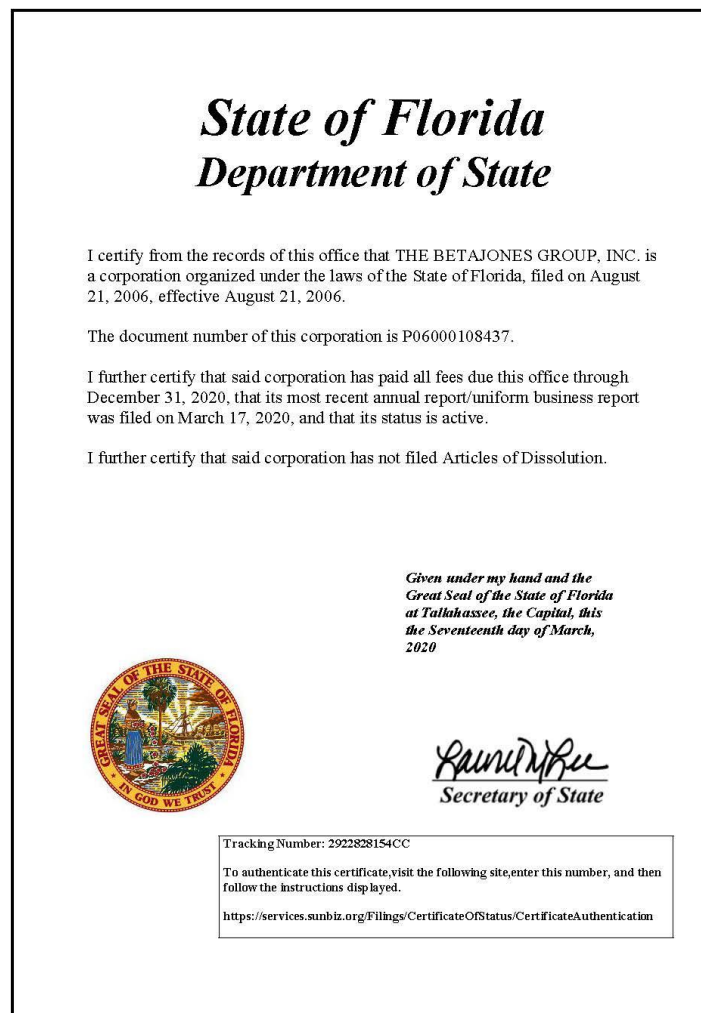 State of Florida
Department of State
I certify from the records of this office that THE BETAJONES GROUP, INC. is
a corporation organized under the laws of the State of Florida, filed on August
21, 2006, effective August 21, 2006.
The document number of this corporation is P06000108437.
I further certify that said corporation has paid all fees due this office through
December 31, 2020, that its most recent annual report/uniform business report
was filed on March 17, 2020, and that its status is active.
I further certify that said corporation has not filed Articles of Dissolution.
Given under my hand and the
Great Seal of the State of Florida
at Tallahassee, the Capital, this
the Seventeenth day of March,
2020
GREAT SEAL OF THE STATE OF FLORIDA
IN GOD WE TRUST
Secretary of State
Tracking Number: 2922828154CC
To authenticate this certificate,visit the following site,enter this number, and then
follow the instructions displayed.
https://services.sunbiz.org/Filings/CertificateOfStatus/CertificateAuthentication